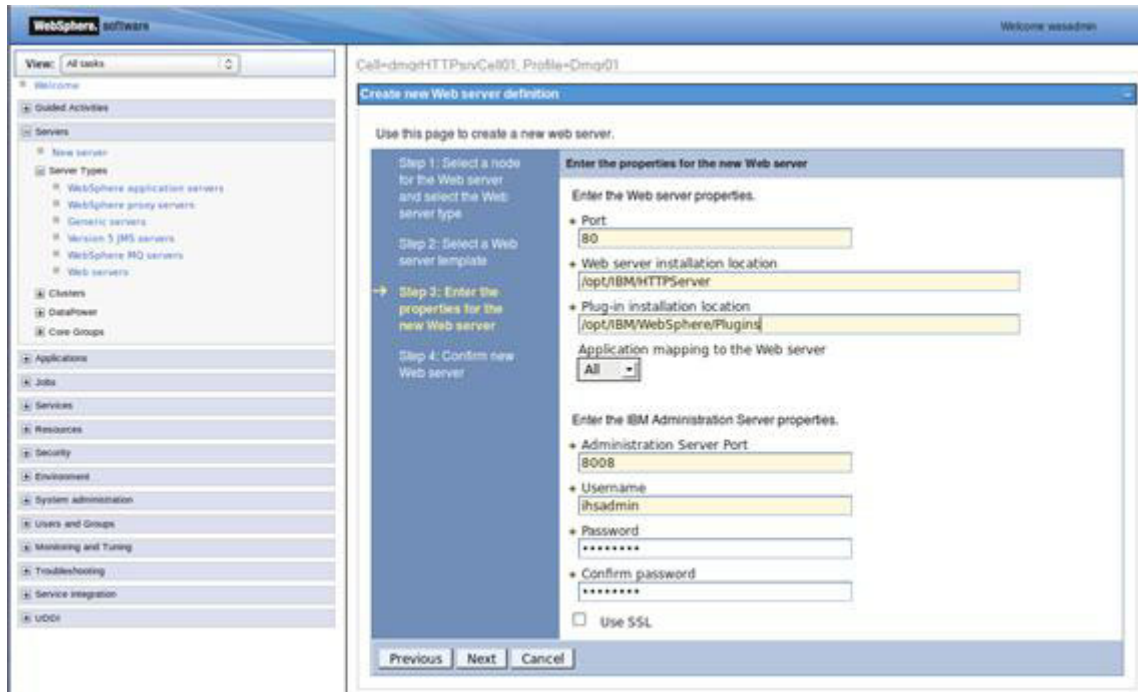 WebSphere. software
Welcome wasadmin
View: All tasks
Welcome
Guided Activities
Servers
New server
Server Types
WebSphere application servers
WebSphere proxy servers
Generic servers
Version 5 JMS servers
WebSphere MQ servers
Web servers
Clusters
DataPower
Core Groups
Applications
Jobs
Services
Resources
Security
Environment
System administration
Users and Groups
Monitoring and Tuning
Troubleshooting
Service integration
UDDI
Cell=dmgrHTTPsrvCell01, Profile=Dmgr01
Create new Web server definition
Use this page to create a new web server.
Step 1: Select a node
for the Web server
and select the Web
server type
Step 2: Select a Web
server template
Step 3: Enter the
properties for the
new Web server
Step 4: Confirm new
Web server
Enter the properties for the new Web server
Enter the Web server properties.
Port
80
Web server installation location
/opt/IBM/HTTPServer
Plug-in installation location
/opt/IBM/WebSphere/Plugins
Application mapping to the Web server
All
Enter the IBM Administration Server properties.
Administration Server Port
8008
Username
ihsadmin
Password
••••••••
Confirm password
••••••••
Use SSL
Previous Next Cancel